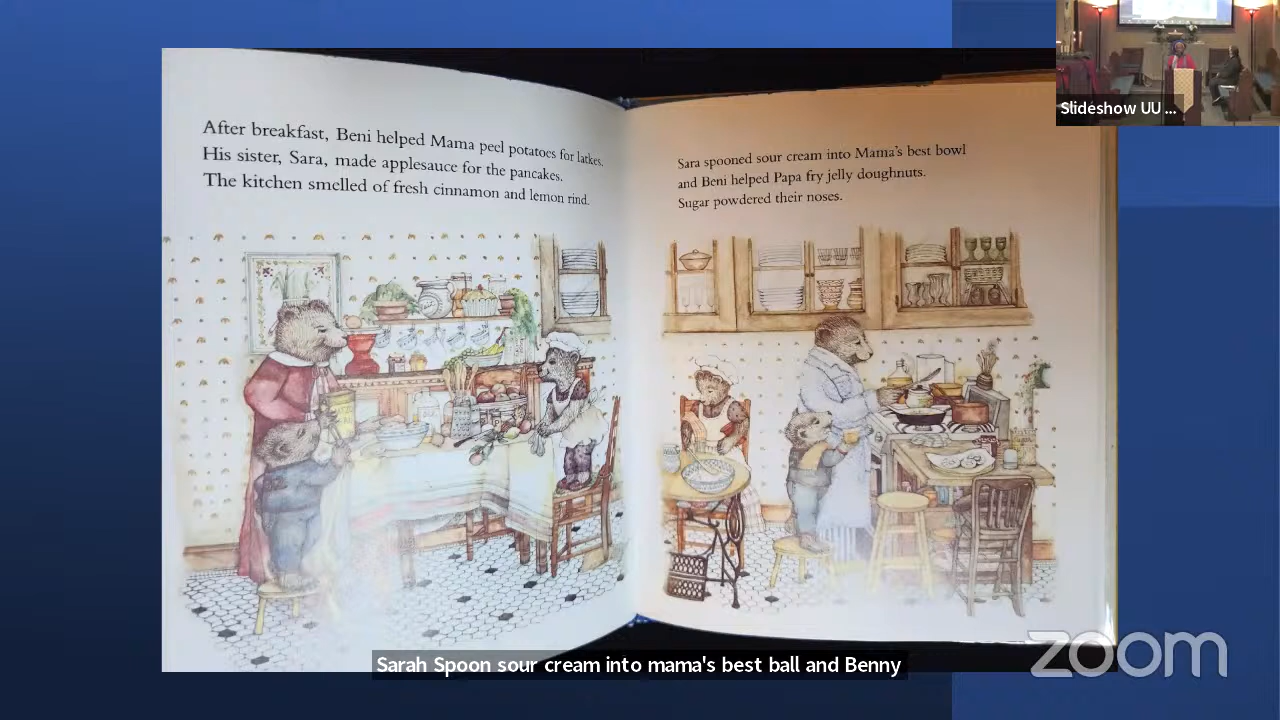 Slideshow UU ...
After breakfast, Beni helped Mama peel potatoes for latkes.
His sister, Sara, made applesauce for the pancakes.
The kitchen smelled of fresh cinnamon and lemon rind.
Sara spooned sour cream into Mama's best bowl
and Beni helped Papa fry jelly doughnuts.
Sugar powdered their noses.
Sarah Spoon sour cream into mama's best ball and Benny
zoom